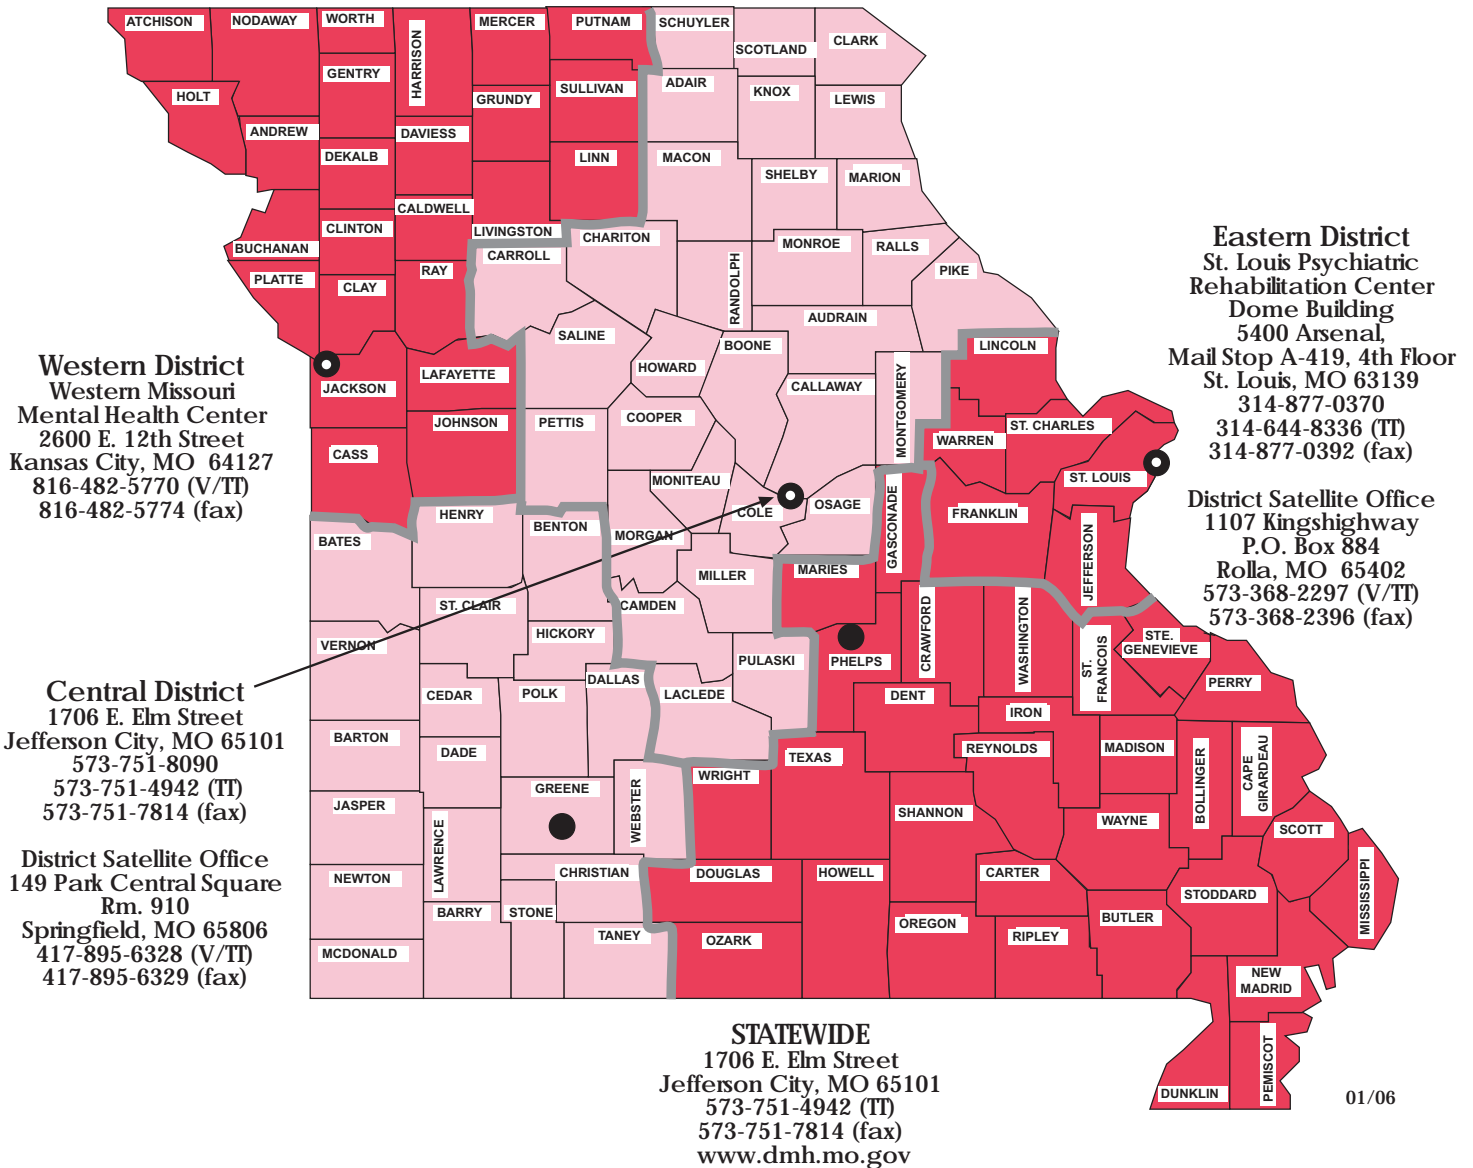 ATCHISON
NODAWAY
WORTH
HARRISON
MERCER
PUTNAM
SCHUYLER
SCOTLAND
CLARK
GENTRY
HOLT
GRUNDY
SULLIVAN
ADAIR
KNOX
LEWIS
ANDREW
DAVIESS
DEKALB
LINN
MACON
SHELBY
MARION
CALDWELL
CLINTON
LIVINGSTON
BUCHANAN
CARROLL
CHARITON
RANDOLPH
MONROE
RALLS
PIKE
PLATTE
CLAY
RAY
SALINE
HOWARD
BOONE
AUDRAIN
CALLAWAY
MONTGOMERY
LINCOLN
JACKSON
LAFAYETTE
JOHNSON
PETTIS
COOPER
WARREN
ST. CHARLES
ST. LOUIS
CASS
MONITEAU
COLE
OSAGE
GASCONADE
FRANKLIN
JEFFERSON
HENRY
BENTON
MORGAN
BATES
MILLER
MARIES
ST. CLAIR
CAMDEN
CRAWFORD
WASHINGTON
ST.
FRANCOIS
STE.
GENEVIEVE
HICKORY
VERNON
PULASKI
PHELPS
PERRY
CEDAR
POLK
DALLAS
LACLEDE
DENT
IRON
BARTON
DADE
WRIGHT
TEXAS
REYNOLDS
MADISON
BOLLINGER
CAPE
GIRARDEAU
JASPER
GREENE
WEBSTER
SHANNON
WAYNE
SCOTT
LAWRENCE
NEWTON
CHRISTIAN
DOUGLAS
HOWELL
CARTER
STODDARD
MISSISSIPPI
BARRY
STONE
TANEY
OZARK
OREGON
RIPLEY
BUTLER
MCDONALD
NEW
MADRID
DUNKLIN
PEMISCOT
Western District
Western Missouri
Mental Health Center
2600 E. 12th Street
Kansas City, MO 64127
816-482-5770 (V/TT)
816-482-5774 (fax)
Central District
1706 E. Elm Street
Jefferson City, MO 65101
573-751-8090
573-751-4942 (TT)
573-751-7814 (fax)
District Satellite Office
149 Park Central Square
Rm. 910
Springfield, MO 65806
417-895-6328 (V/TT)
417-895-6329 (fax)
Eastern District
St. Louis Psychiatric
Rehabilitation Center
Dome Building
5400 Arsenal,
Mail Stop A-419, 4th Floor
St. Louis, MO 63139
314-877-0370
314-644-8336 (TT)
314-877-0392 (fax)
District Satellite Office
1107 Kingshighway
P.O. Box 884
Rolla, MO 65402
573-368-2297 (V/TT)
573-368-2396 (fax)
STATEWIDE
1706 E. Elm Street
Jefferson City, MO 65101
573-751-4942 (TT)
573-751-7814 (fax)
www.dmh.mo.gov
01/06